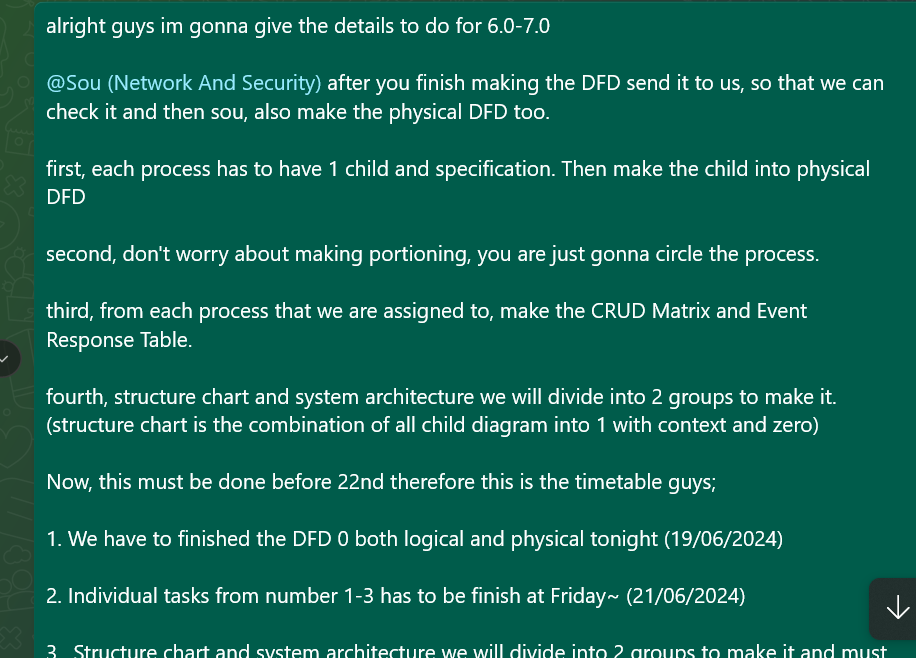 alright guys im gonna give the details to do for 6.0-7.0
@Sou (Network And Security) after you finish making the DFD send it to us, so that we can
check it and then sou, also make the physical DFD too.
first, each process has to have 1 child and specification. Then make the child into physical
DFD
second, don't worry about making portioning, you are just gonna circle the process.
third, from each process that we are assigned to, make the CRUD Matrix and Event
Response Table.
fourth, structure chart and system architecture we will divide into 2 groups to make it.
(structure chart is the combination of all child diagram into 1 with context and zero)
Now, this must be done before 22nd therefore this is the timetable guys;
1. We have to finished the DFD 0 both logical and physical tonight (19/06/2024)
2. Individual tasks from number 1-3 has to be finish at Friday~ (21/06/2024)
3. Structure chart and system architecture we will divide into 2 groups to make it and must